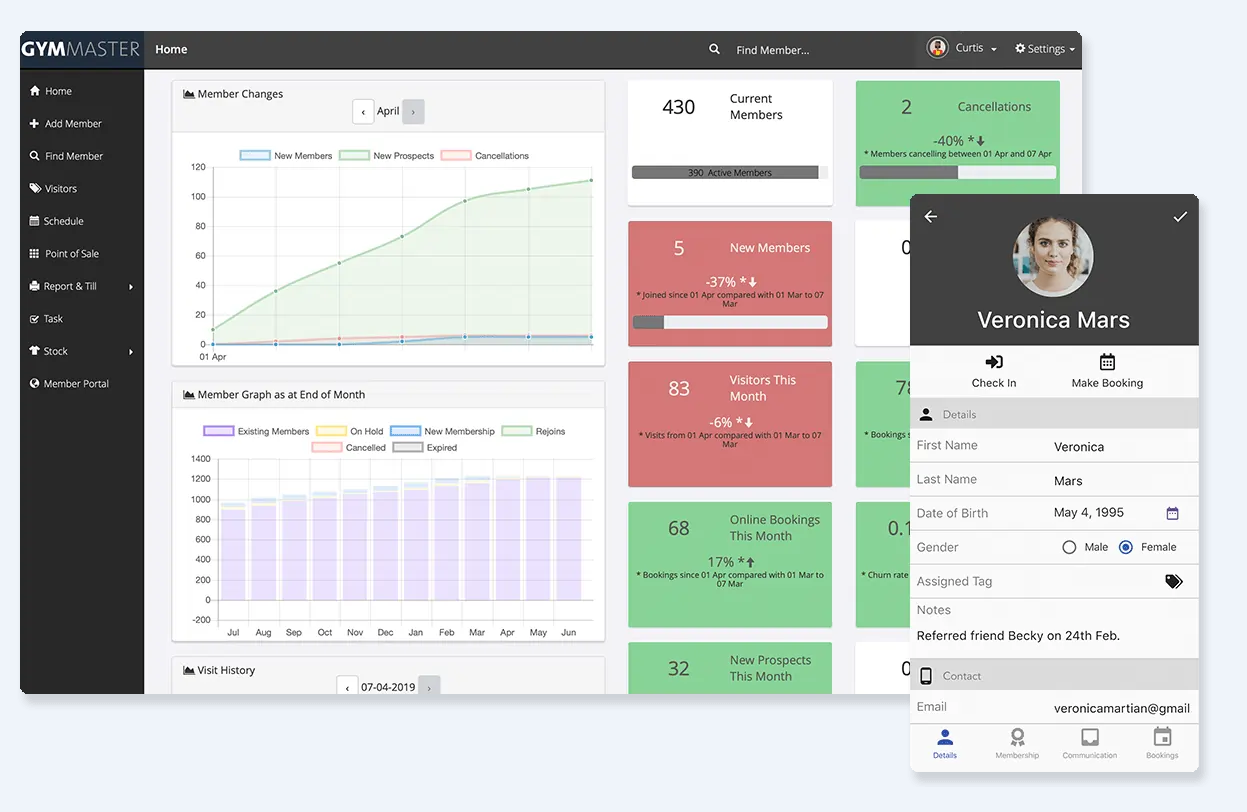 GYMMASTER
Home
Find Member...
Curtis
Settings
Home
Add Member
Find Member
Visitors
Schedule
Point of Sale
Report & Till
Task
Stock
Member Portal
Member Changes
‹ April ›
New Members New Prospects Cancellations
120
100
80
60
40
20
0
01 Apr
Member Graph as at End of Month
Existing Members On Hold New Membership Rejoins
Cancelled Expired
1400
1200
1000
800
600
400
200
0
-200
Jul Aug Sep Oct Nov Dec Jan Feb Mar Apr May Jun
Visit History
‹ 07-04-2019 ›
430 Current
Members
390 Active Members
2 Cancellations
-40% *
* Members cancelling between 01 Apr and 07 Apr
5 New Members
-37% *
* Joined since 01 Apr compared with 01 Mar to 07
Mar
83 Visitors This
Month
-6% *
* Visits from 01 Apr compared with 01 Mar to 07
Mar
* Bookings
68 Online Bookings
This Month
17% *
* Bookings since 01 Apr compared with 01 Mar to
07 Mar
0.1
* Churn rate
32 New Prospects
This Month
0
Veronica Mars
Check In Make Booking
Details
First Name Veronica
Last Name Mars
Date of Birth May 4, 1995
Gender Male Female
Assigned Tag
Notes
Referred friend Becky on 24th Feb.
Contact
Email veronicamartian@gmail
Details Membership Communication Bookings